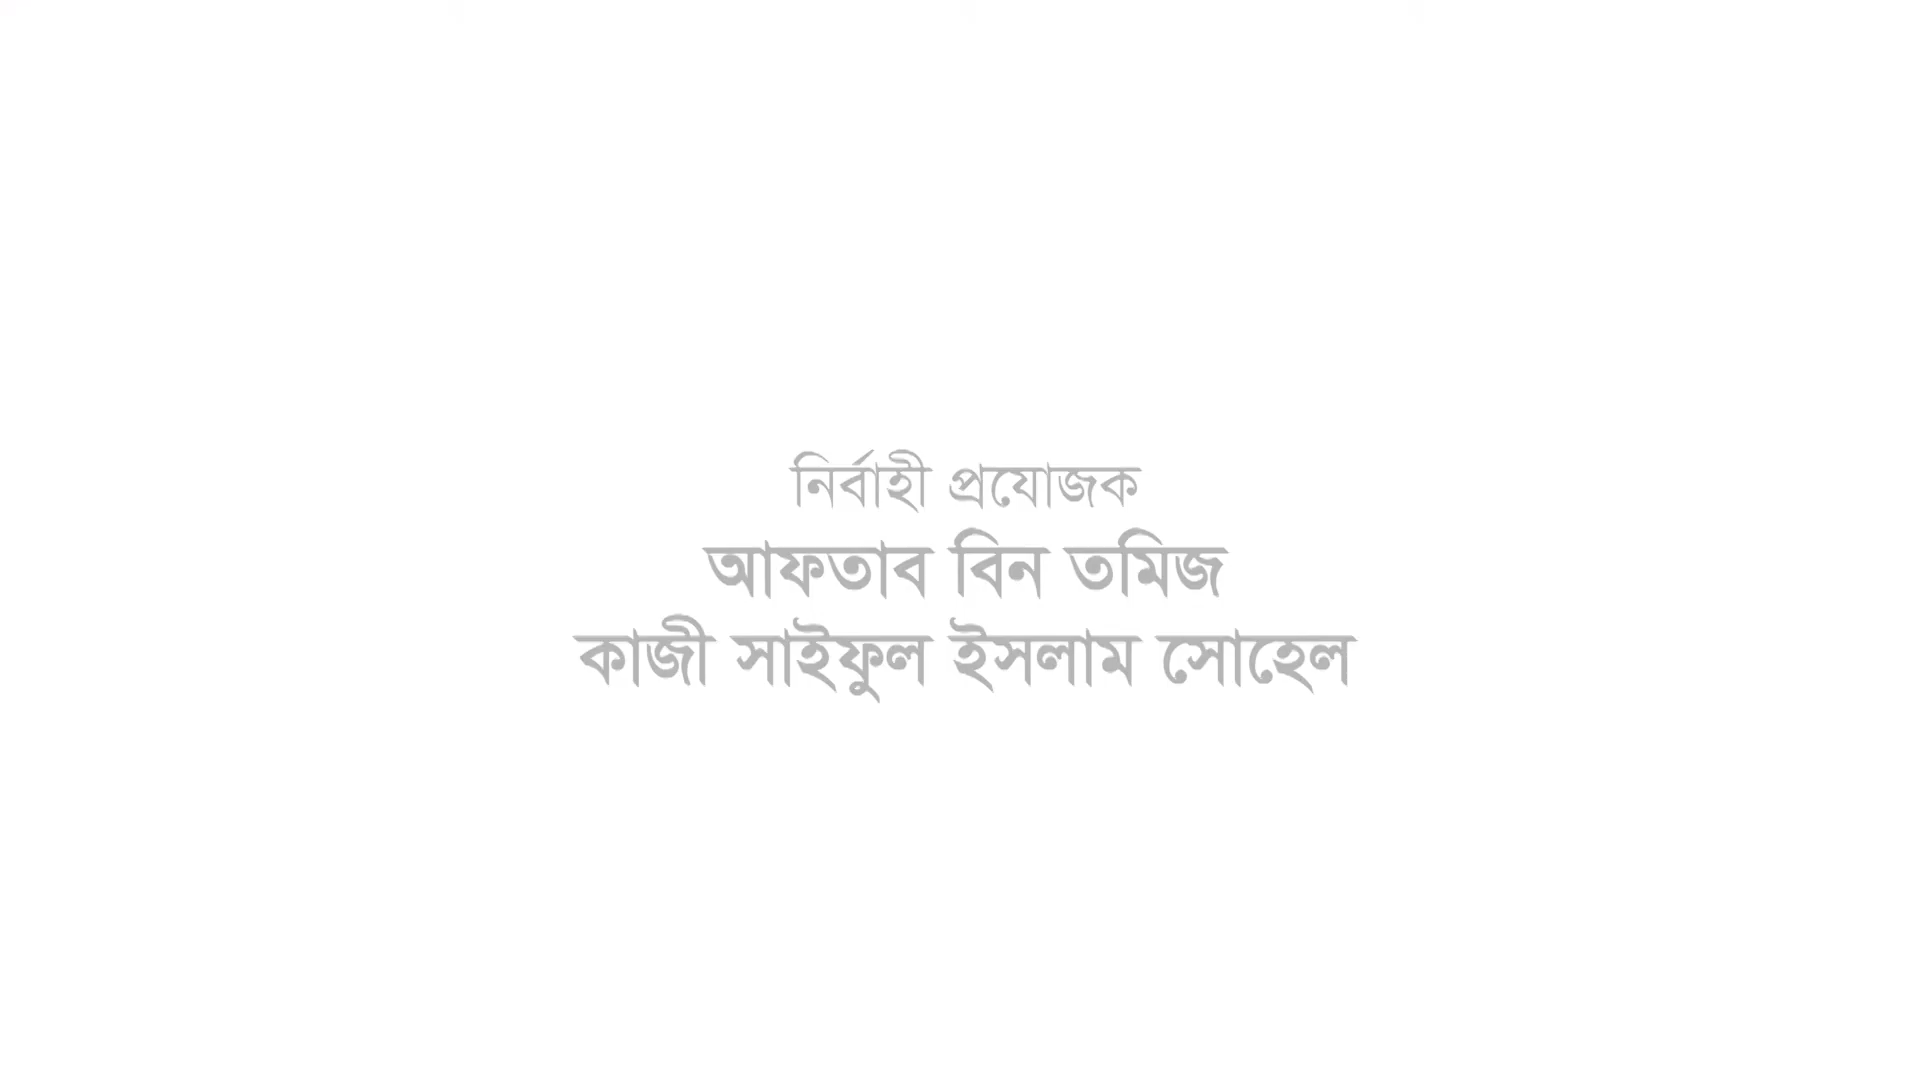 নির্বাহী প্রযোজক
আফতাব বিন তমিজ
কাজী সাইফুল ইসলাম সোহেল